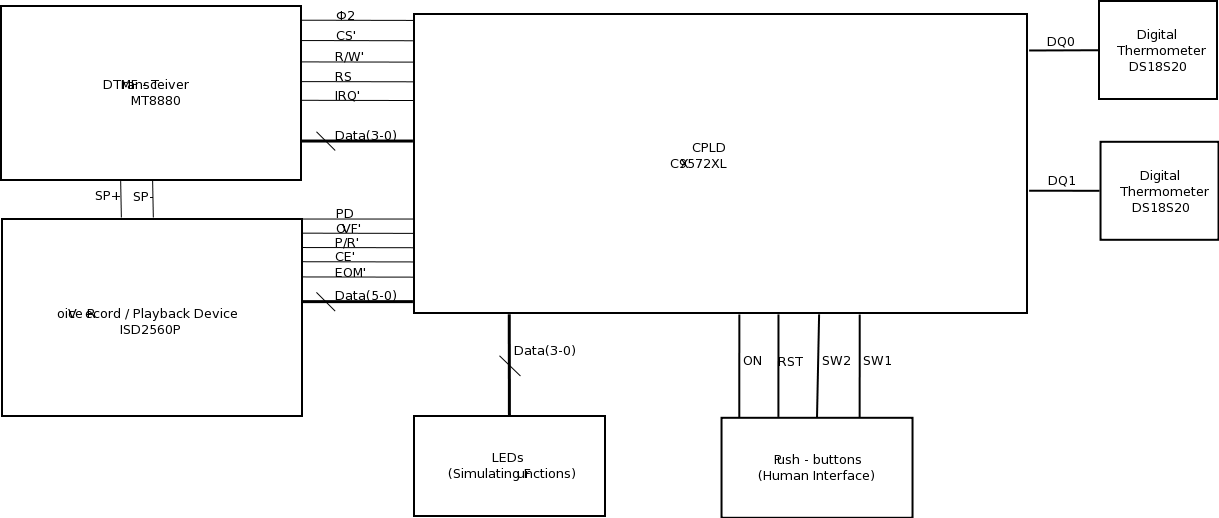 DTMF - Transceiver
MT8880
Φ2
CS'
R/W'
RS
IRQ'
Data(3-0)
SP+ SP-
Voice Record / Playback Device
ISD2560P
PD
OVF'
P/R'
CE'
EOM'
Data(5-0)
CPLD
XC9572XL
DQ0
Digital
Thermometer
DS18S20
DQ1
Digital
Thermometer
DS18S20
Data(3-0)
LEDs
(Simulating Functions)
ON RST SW2 SW1
Push - buttons
(Human Interface)